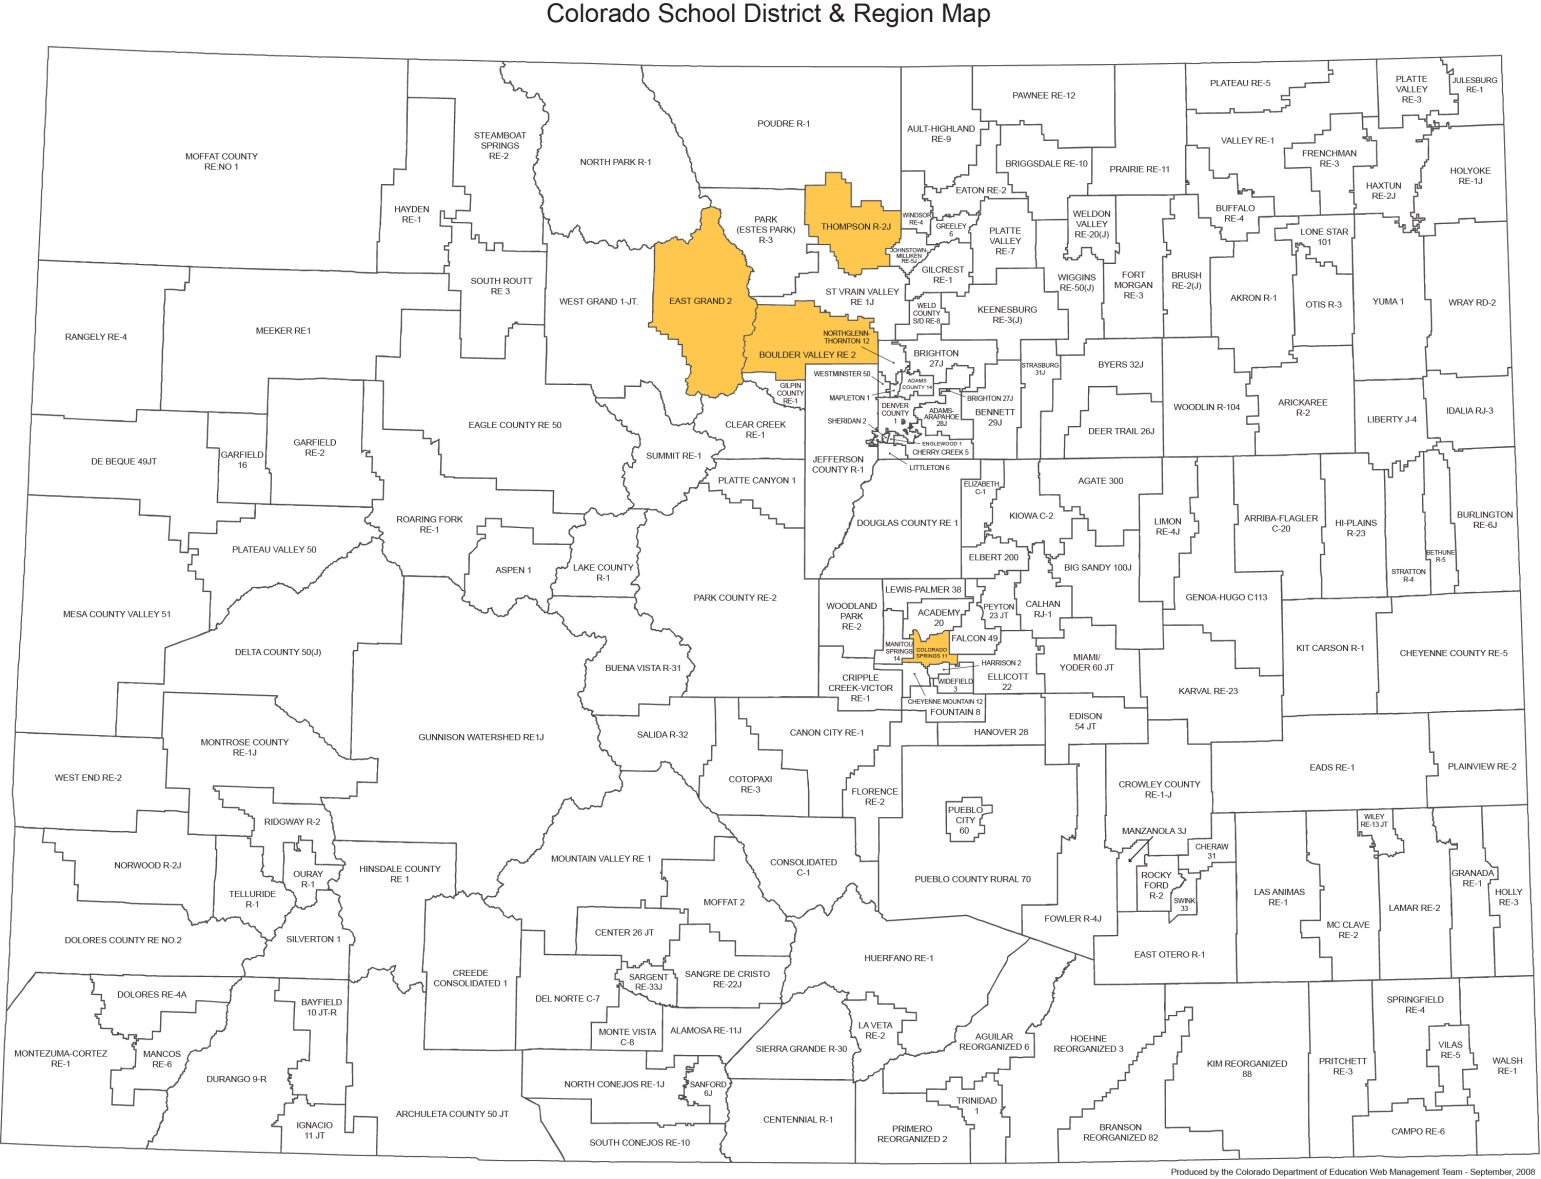 Colorado School District & Region Map
MOFFAT COUNTY
RE:NO 1
HAYDEN
RE-1
STEAMBOAT
SPRINGS
RE-2
NORTH PARK R-1
POUDRE R-1
AULT-HIGHLAND
RE-9
PAWNEE RE-12
BRIGGSDALE RE-10
PRAIRIE RE-11
PLATEAU RE-5
VALLEY RE-1
FRENCHMAN
RE-3
PLATTE
VALLEY
RE-3
JULESBURG
RE-1
HAXTUN
RE-2J
HOLYOKE
RE-1J
EATON RE-2
BUFFALO
RE-4
LONE STAR
101
PARK
(ESTES PARK)
R-3
THOMPSON R-2J
WINDSOR
RE-4
GREELEY
6
PLATTE
VALLEY
RE-7
WELDON
VALLEY
RE-20(J)
JOHNSTOWN-
MILLIKEN
RE-5J
GILCREST
RE-1
WIGGINS
RE-50(J)
FORT
MORGAN
RE-3
BRUSH
RE-2(J)
AKRON R-1
OTIS R-3
YUMA 1
WRAY RD-2
SOUTH ROUTT
RE 3
WEST GRAND 1-JT.
EAST GRAND 2
ST VRAIN VALLEY
RE 1J
WELD
COUNTY
S/D RE-8
KEENESBURG
RE-3(J)
RANGELY RE-4
MEEKER RE1
BOULDER VALLEY RE 2
NORTHGLENN-
THORNTON 12
BRIGHTON
27J
STRASBURG
31J
BYERS 32J
WESTMINSTER 50
ADAMS
COUNTY 14
MAPLETON 1
BRIGHTON 27J
GILPIN
COUNTY
RE-1
DENVER
COUNTY
1
ADAMS-
ARAPAHOE
28J
BENNETT
29J
DEER TRAIL 26J
WOODLIN R-104
ARICKAREE
R-2
LIBERTY J-4
IDALIA RJ-3
SHERIDAN 2
ENGLEWOOD 1
CHERRY CREEK 5
LITTLETON 6
CLEAR CREEK
RE-1
JEFFERSON
COUNTY R-1
EAGLE COUNTY RE 50
SUMMIT RE-1
PLATTE CANYON 1
DE BEQUE 49JT
GARFIELD
16
GARFIELD
RE-2
ROARING FORK
RE-1
PLATEAU VALLEY 50
ASPEN 1
LAKE COUNTY
R-1
PARK COUNTY RE-2
DOUGLAS COUNTY RE 1
ELIZABETH
C-1
KIOWA C-2
AGATE 300
ELBERT 200
BIG SANDY 100J
LIMON
RE-4J
ARRIBA-FLAGLER
C-20
HI-PLAINS
R-23
STRATTON
R-4
BETHUNE
R-5
BURLINGTON
RE-6J
MESA COUNTY VALLEY 51
DELTA COUNTY 50(J)
BUENA VISTA R-31
WOODLAND
PARK
RE-2
LEWIS-PALMER 38
ACADEMY
20
PEYTON
23 JT
CALHAN
RJ-1
GENOA-HUGO C113
MANITOU
SPRINGS
14
COLORADO
SPRINGS 11
FALCON 49
HARRISON 2
WIDEFIELD
3
ELLICOTT
22
MIAMI/
YODER 60 JT
KIT CARSON R-1
CHEYENNE COUNTY RE-5
CRIPPLE
CREEK-VICTOR
RE-1
CHEYENNE MOUNTAIN 12
FOUNTAIN 8
HANOVER 28
EDISON
54 JT
KARVAL RE-23
MONTROSE COUNTY
RE-1J
GUNNISON WATERSHED RE1J
SALIDA R-32
CANON CITY RE-1
COTOPAXI
RE-3
FLORENCE
RE-2
WEST END RE-2
RIDGWAY R-2
PUEBLO
CITY
60
CROWLEY COUNTY
RE-1-J
EADS RE-1
PLAINVIEW RE-2
NORWOOD R-2J
TELLURIDE
R-1
OURAY
R-1
HINSDALE COUNTY
RE 1
MOUNTAIN VALLEY RE 1
MOFFAT 2
CONSOLIDATED
C-1
PUEBLO COUNTY RURAL 70
MANZANOLA 3J
CHERAW
31
ROCKY
FORD
R-2
SWINK
33
FOWLER R-4J
EAST OTERO R-1
LAS ANIMAS
RE-1
WILEY
RE-13 JT
MC CLAVE
RE-2
LAMAR RE-2
GRANADA
RE-1
HOLLY
RE-3
DOLORES COUNTY RE NO.2
SILVERTON 1
CREEDE
CONSOLIDATED 1
CENTER 26 JT
SARGENT
RE-33J
SANGRE DE CRISTO
RE-22J
DEL NORTE C-7
MONTE VISTA
C-8
ALAMOSA RE-11J
HUERFANO RE-1
LA VETA
RE-2
SIERRA GRANDE R-30
AGUILAR
REORGANIZED 6
HOEHNE
REORGANIZED 3
DOLORES RE-4A
BAYFIELD
10 JT-R
MONTEZUMA-CORTEZ
RE-1
MANCOS
RE-6
DURANGO 9-R
IGNACIO
11 JT
ARCHULETA COUNTY 50 JT
NORTH CONEJOS RE-1J
SANFORD
6J
SOUTH CONEJOS RE-10
CENTENNIAL R-1
PRIMERO
REORGANIZED 2
TRINIDAD
1
BRANSON
REORGANIZED 82
KIM REORGANIZED
88
PRITCHETT
RE-3
SPRINGFIELD
RE-4
VILAS
RE-5
WALSH
RE-1
CAMPO RE-6
Produced by the Colorado Department of Education Web Management Team - September, 2008